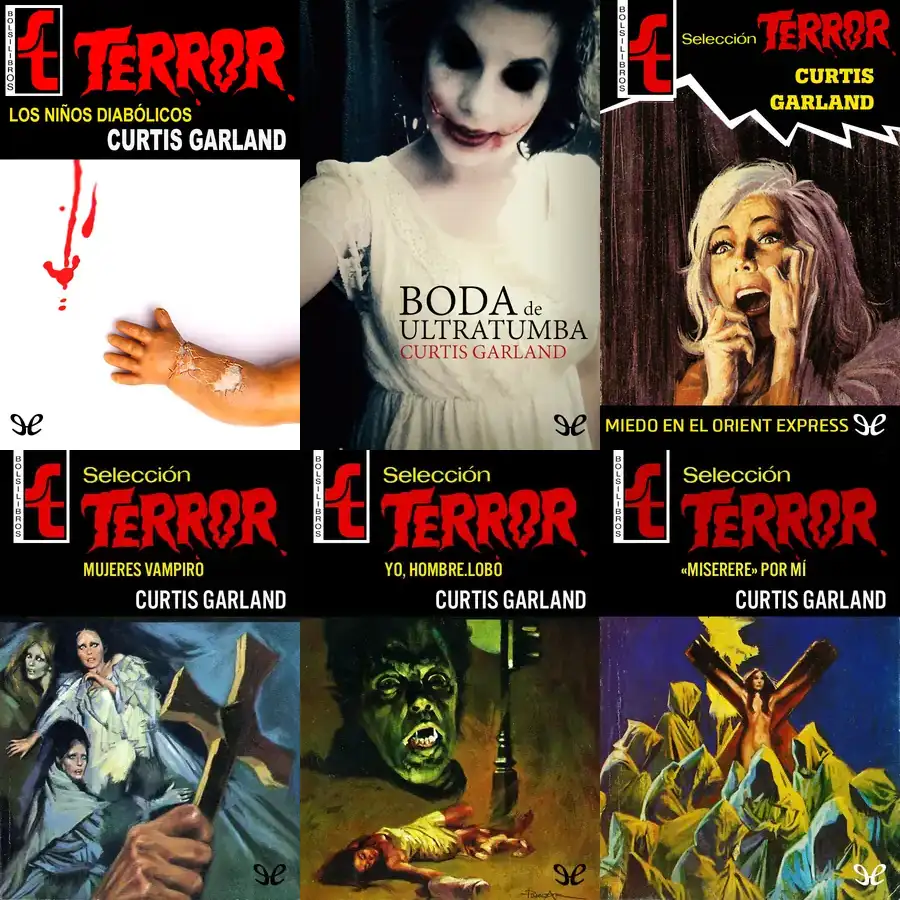 BOLSILIBROS
TERROR
LOS NIÑOS DIABÓLICOS
CURTIS GARLAND
BODA de
ULTRATUMBA
CURTIS GARLAND
BOLSILIBROS
Selección TERROR
CURTIS
GARLAND
MIEDO EN EL ORIENT EXPRESS
BOLSILIBROS
Selección
TERROR
MUJERES VAMPIRO
CURTIS GARLAND
BOLSILIBROS
Selección
TERROR
YO, HOMBRE.LOBO
CURTIS GARLAND
BOLSILIBROS
Selección
TERROR
«MISERERE» POR MÍ
CURTIS GARLAND